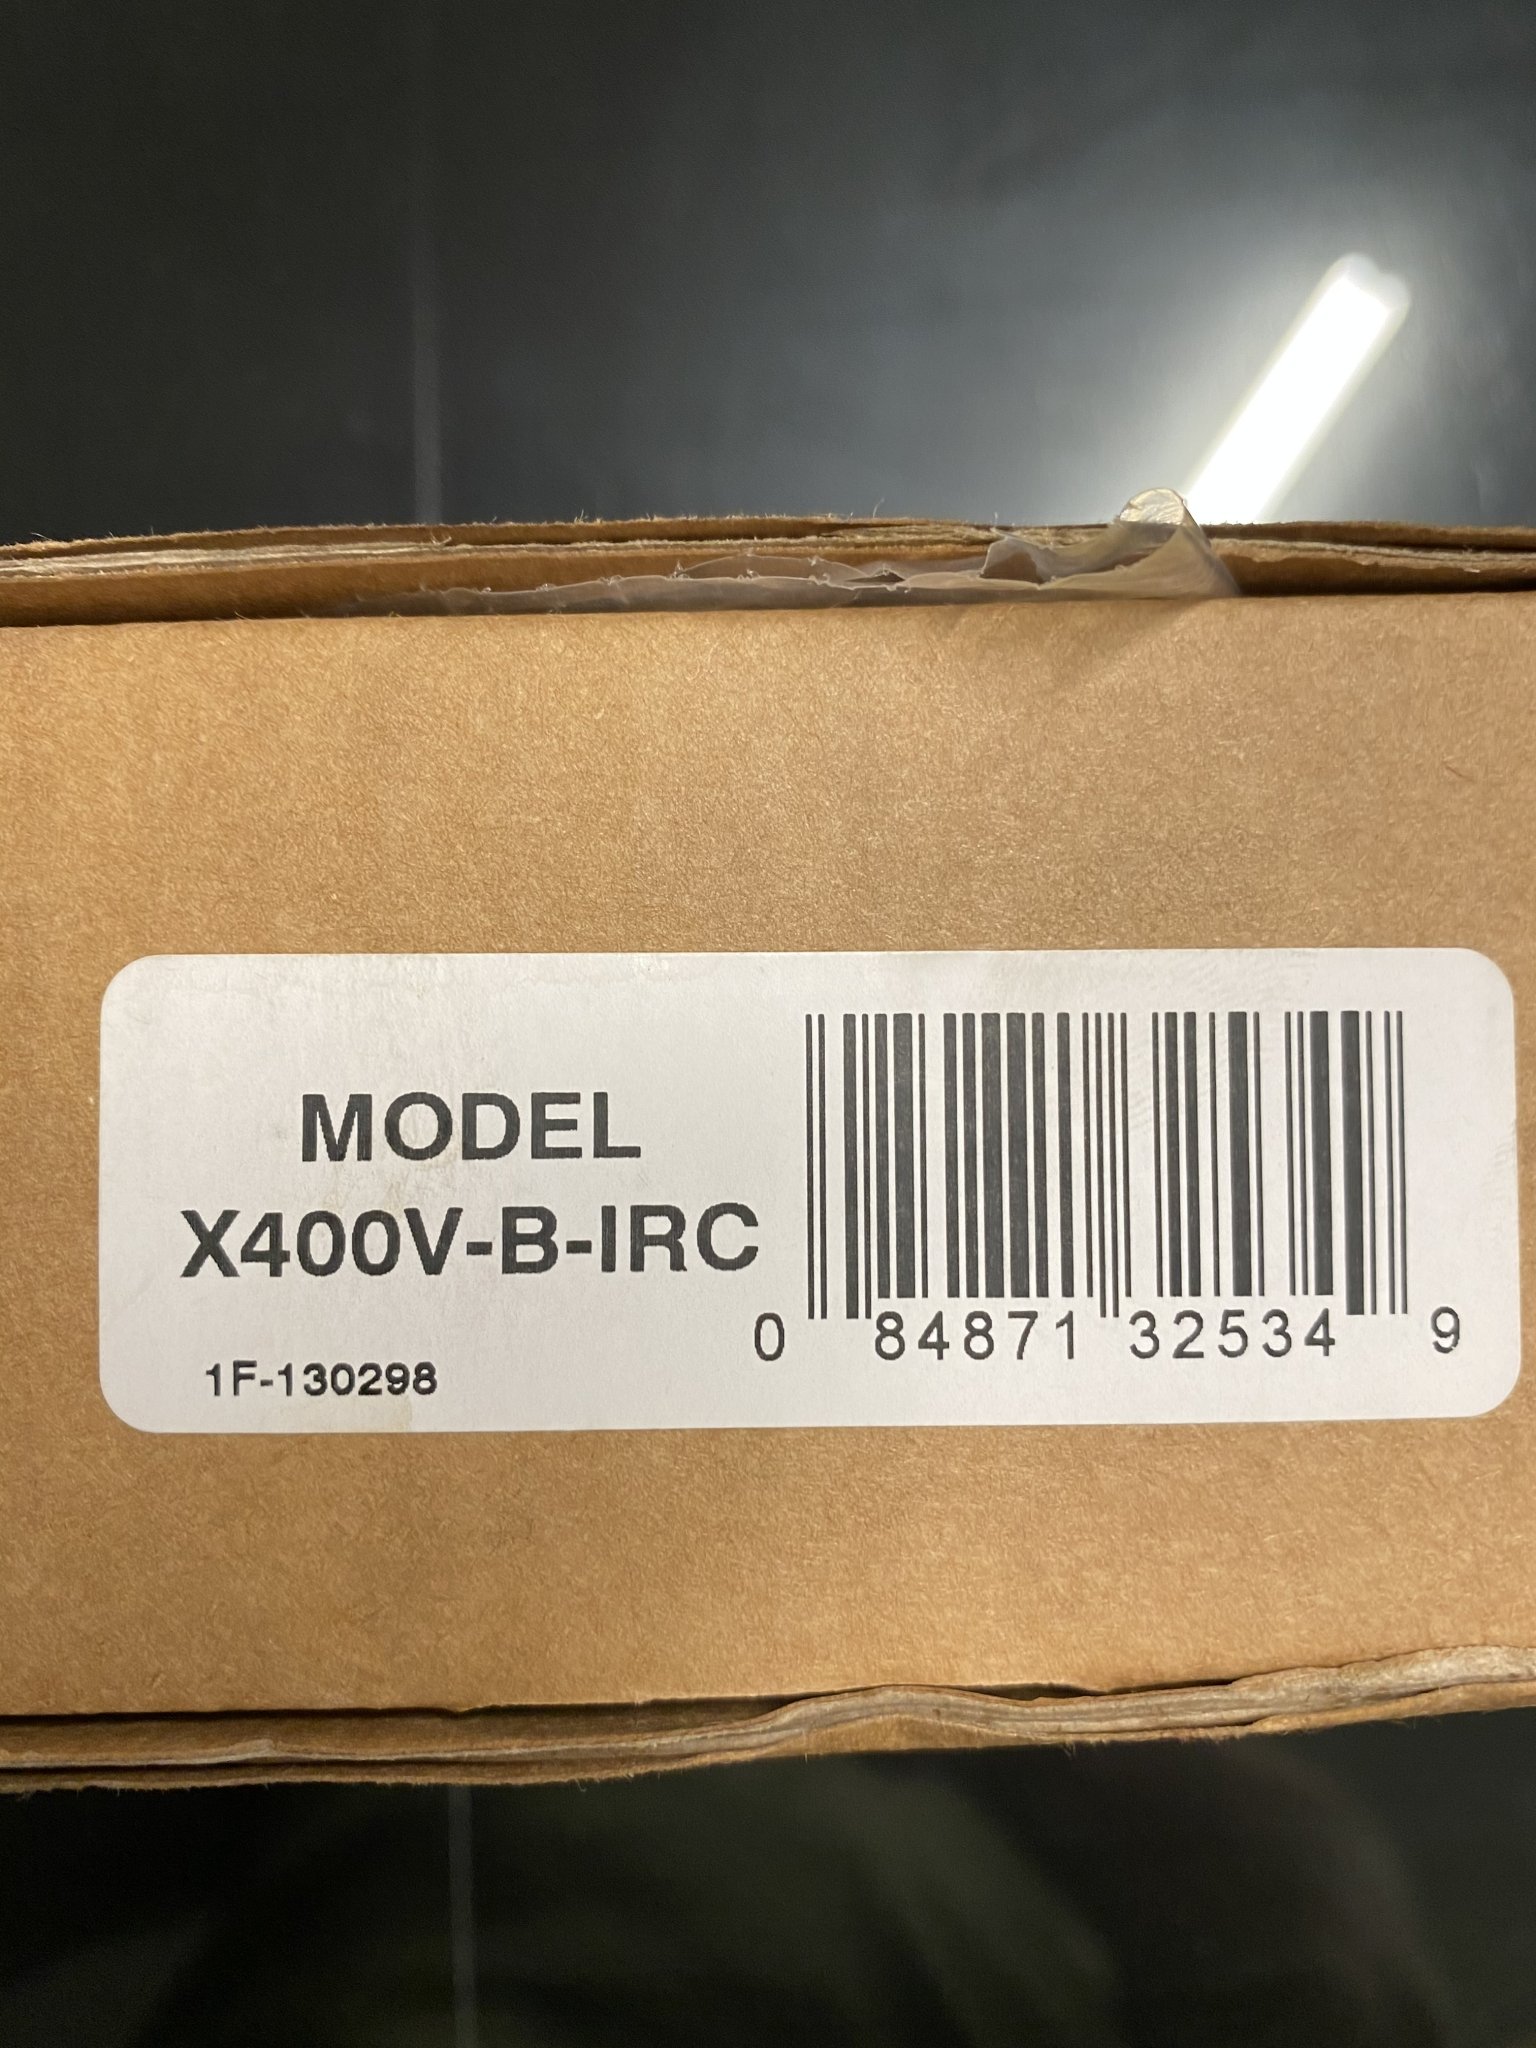 MODEL
X400V-B-IRC
1F-130298
0 84871 32534 9